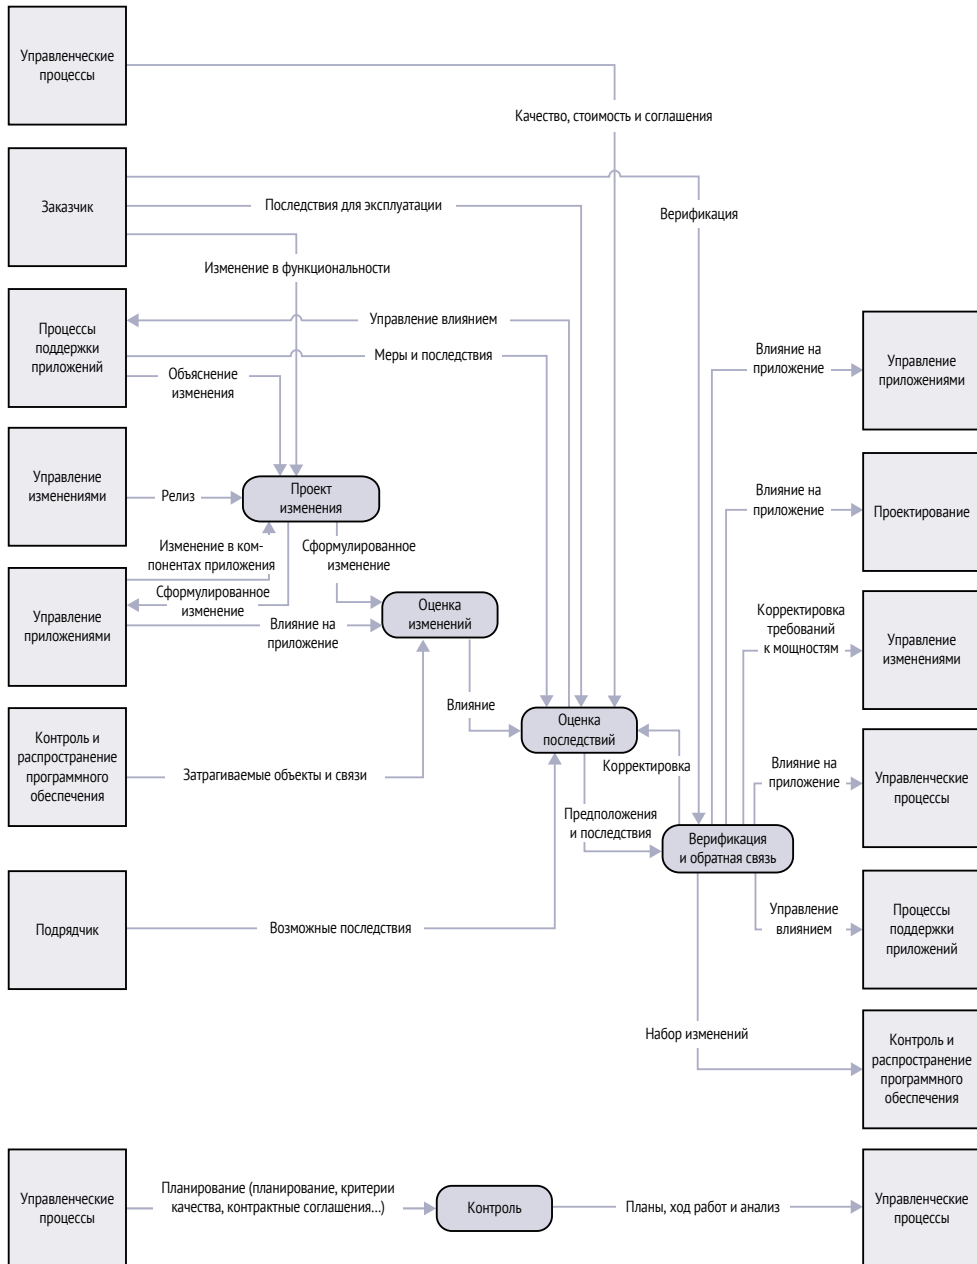 Управленческие
процессы
Качество, стоимость и соглашения
Заказчик
Последствия для эксплуатации
Верификация
Изменение в функциональности
Процессы
поддержки
приложений
Управление влиянием
Меры и последствия
Объяснение
изменения
Влияние на
приложение
Управление
приложениями
Управление
изменениями
Релиз
Проект
изменения
Влияние на
приложение
Проектирование
Изменение в ком-
понентах приложения
Сформулированное
изменение
Управление
приложениями
Сформулированное
изменение
Влияние на
приложение
Оценка
изменений
Корректировка
требований
к мощностям
Управление
изменениями
Влияние
Контроль и
распространение
программного
обеспечения
Затрагиваемые объекты и связи
Оценка
последствий
Корректировка
Влияние на
приложение
Управленческие
процессы
Предположения
и последствия
Верификация
и обратная связь
Подрядчик
Возможные последствия
Управление
влиянием
Процессы
поддержки
приложений
Набор изменений
Контроль и
распространение
программного
обеспечения
Управленческие
процессы
Планирование (планирование, критерии
качества, контрактные соглашения...)
Контроль
Планы, ход работ и анализ
Управленческие
процессы